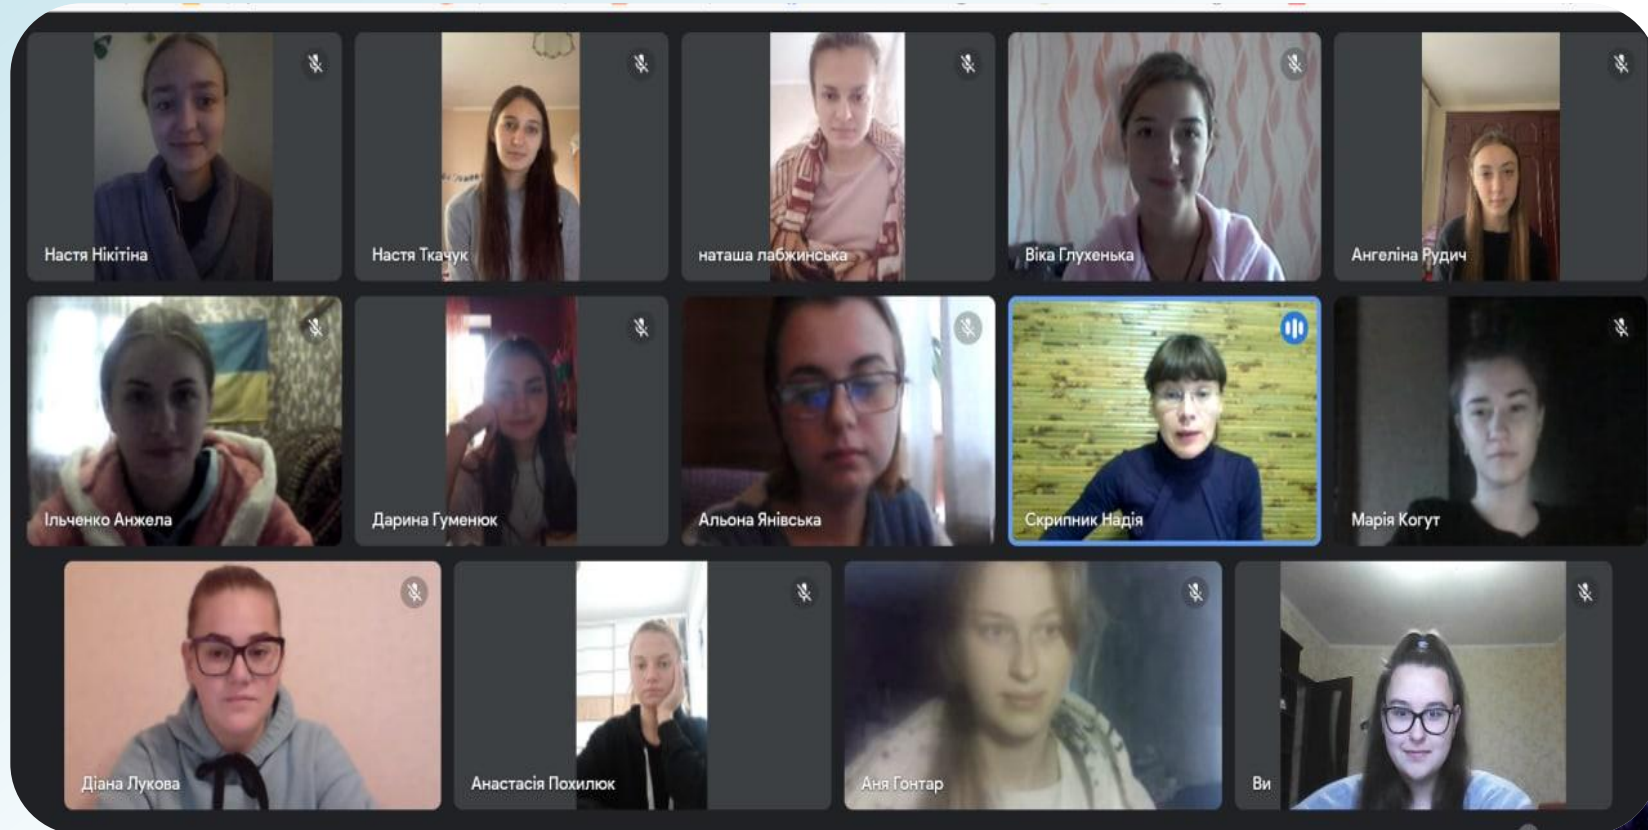 Настя Нікітіна
Настя Ткачук
наташа лабжинська
Віка Глухенька
Ангеліна Рудич
Ільченко Анжела
Дарина Гуменюк
Альона Янівська
Скрипник Надія
Марія Когут
Діана Лукова
Анастасія Похилюк
Аня Гонтар
Ви